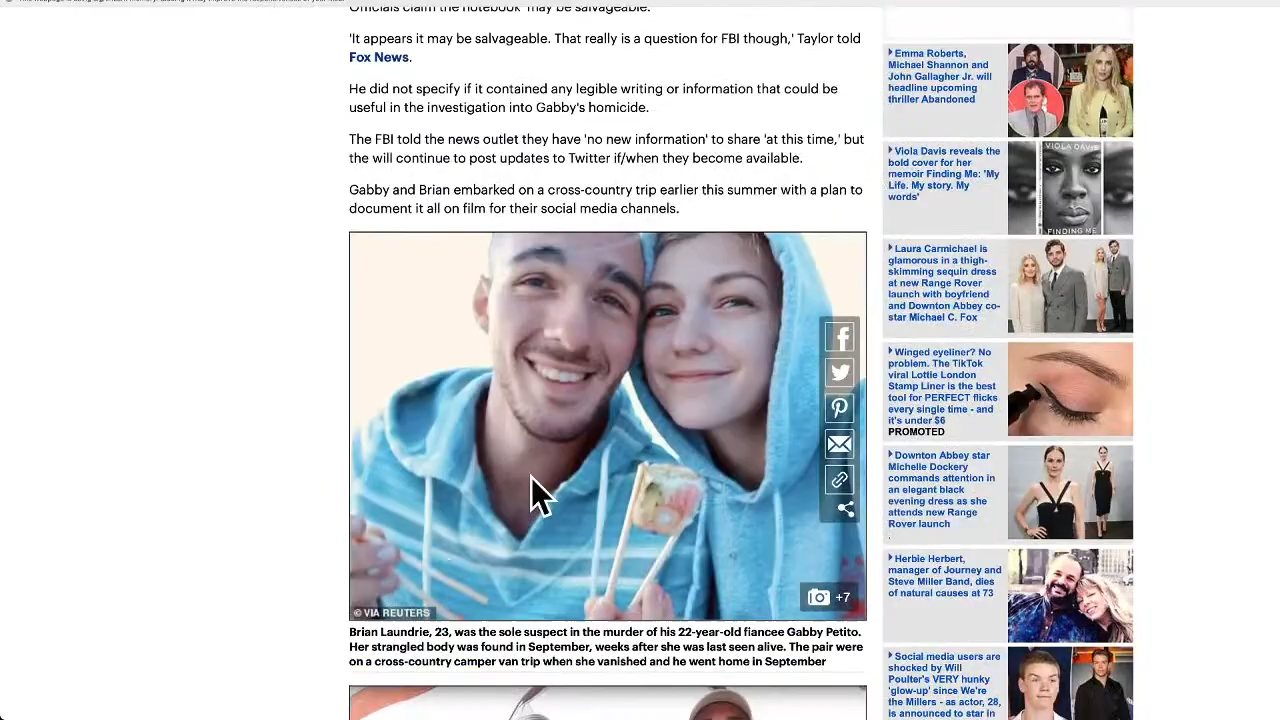 Officials claim the notebook 'may be salvageable.'
'It appears it may be salvageable. That really is a question for FBI though,' Taylor told
Fox News.
He did not specify if it contained any legible writing or information that could be
useful in the investigation into Gabby's homicide.
The FBI told the news outlet they have 'no new information' to share 'at this time,' but
the will continue to post updates to Twitter if/when they become available.
Gabby and Brian embarked on a cross-country trip earlier this summer with a plan to
document it all on film for their social media channels.
+7
© VIA REUTERS
Brian Laundrie, 23, was the sole suspect in the murder of his 22-year-old fiancee Gabby Petito.
Her strangled body was found in September, weeks after she was last seen alive. The pair were
on a cross-country camper van trip when she vanished and he went home in September
Emma Roberts,
Michael Shannon and
John Gallagher Jr. will
headline upcoming
thriller Abandoned
Viola Davis reveals the
bold cover for her
memoir Finding Me: 'My
Life. My story. My
words'
VIOLA DAVIS
FINDING ME
Laura Carmichael is
glamorous in a thigh-
skimming sequin dress
at new Range Rover
launch with boyfriend
and Downton Abbey co-
star Michael C. Fox
Winged eyeliner? No
problem. The TikTok
viral Lottie London
Stamp Liner is the best
tool for PERFECT flicks
every single time - and
it's under $6
PROMOTED
Downton Abbey star
Michelle Dockery
commands attention in
an elegant black
evening dress as she
attends new Range
Rover launch
.
Herbie Herbert,
manager of Journey and
Steve Miller Band, dies
of natural causes at 73
Social media users are
shocked by Will
Poulter's VERY hunky
'glow-up' since We're
the Millers - as actor, 28,
is announced to star in